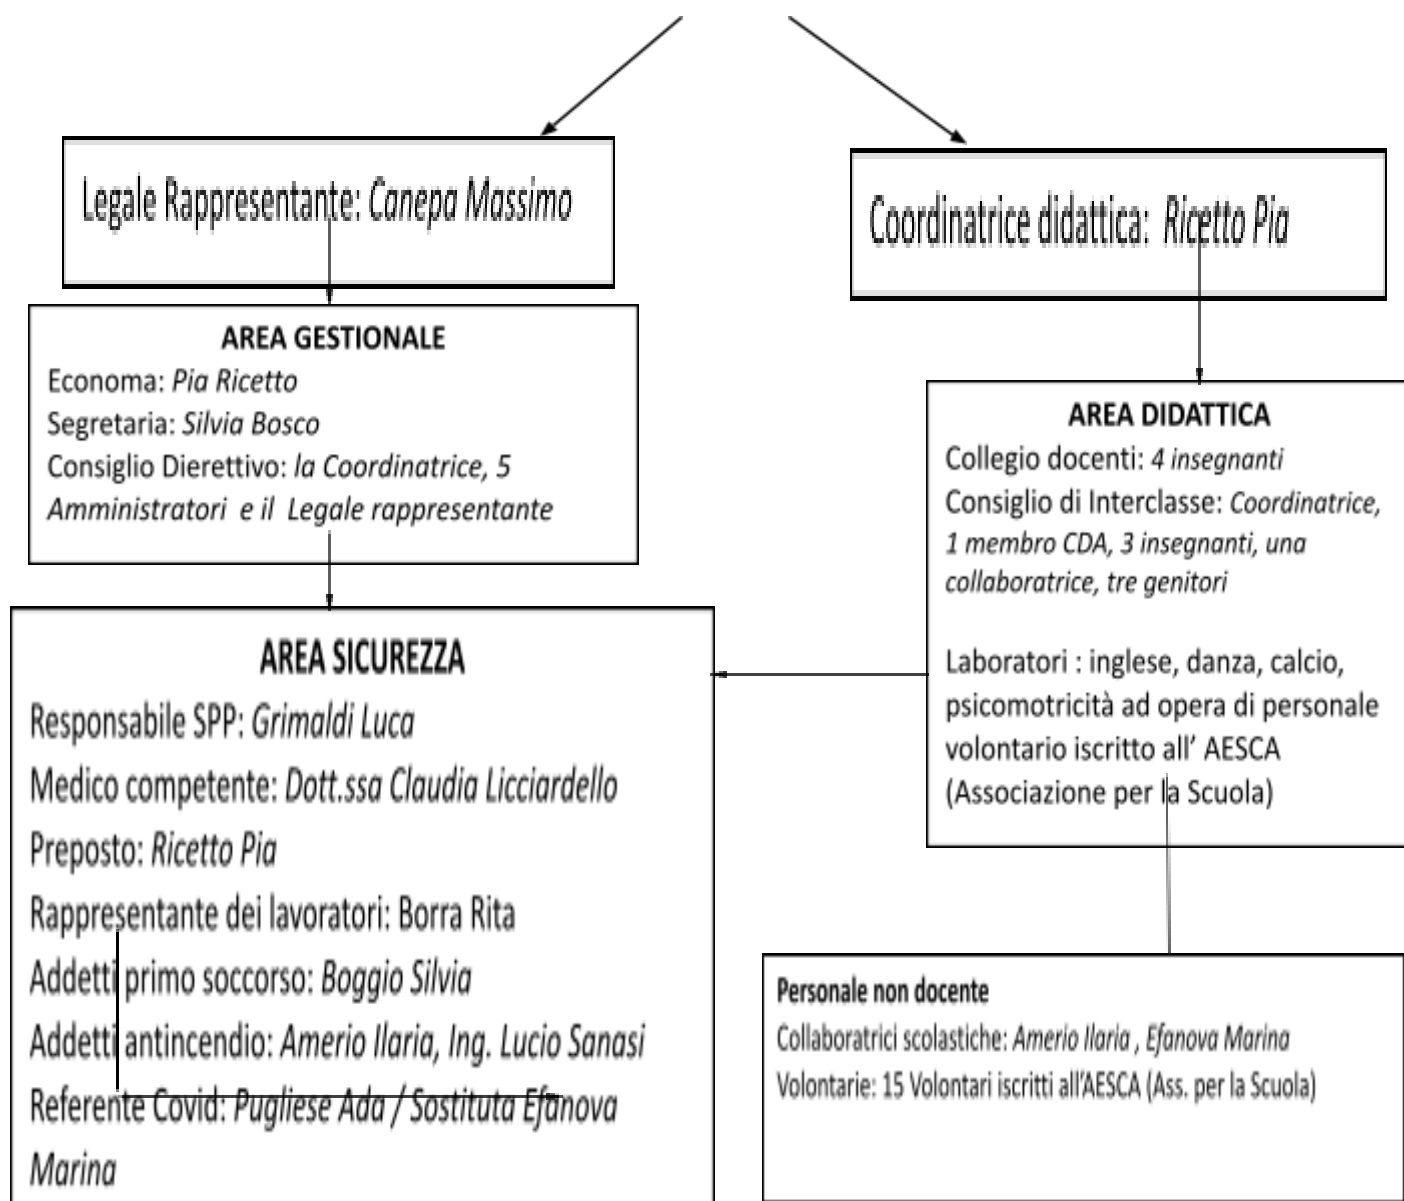 Legale Rappresentante: Canepa Massimo
Coordinatrice didattica: Ricetto Pia
AREA GESTIONALE
Economa: Pia Ricetto
Segretaria: Silvia Bosco
Consiglio Dierettivo: la Coordinatrice, 5
Amministratori e il Legale rappresentante
AREA DIDATTICA
Collegio docenti: 4 insegnanti
Consiglio di Interclasse: Coordinatrice,
1 membro CDA, 3 insegnanti, una
collaboratrice, tre genitori
Laboratori : inglese, danza, calcio,
psicomotricità ad opera di personale
volontario iscritto all' AESCA
(Associazione per la Scuola)
AREA SICUREZZA
Responsabile SPP: Grimaldi Luca
Medico competente: Dott.ssa Claudia Licciardello
Preposto: Ricetto Pia
Rappresentante dei lavoratori: Borra Rita
Addetti primo soccorso: Boggio Silvia
Addetti antincendio: Amerio Ilaria, Ing. Lucio Sanasi
Referente Covid: Pugliese Ada / Sostituta Efanova
Marina
Personale non docente
Collaboratrici scolastiche: Amerio Ilaria , Efanova Marina
Volontarie: 15 Volontari iscritti all'AESCA (Ass. per la Scuola)